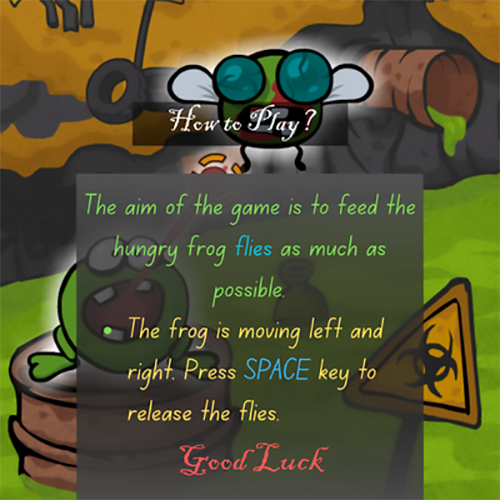 How to Play?
The aim of the game is to feed the
hungry frog flies as much as
possible.
• The frog is moving left and
right. Press SPACE key to
release the flies.
Good Luck